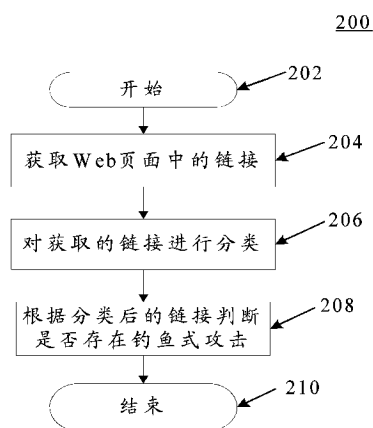 200
开始
202
获取Web页面中的链接
204
对获取的链接进行分类
206
根据分类后的链接判断
是否存在钓鱼式攻击
208
结束
210